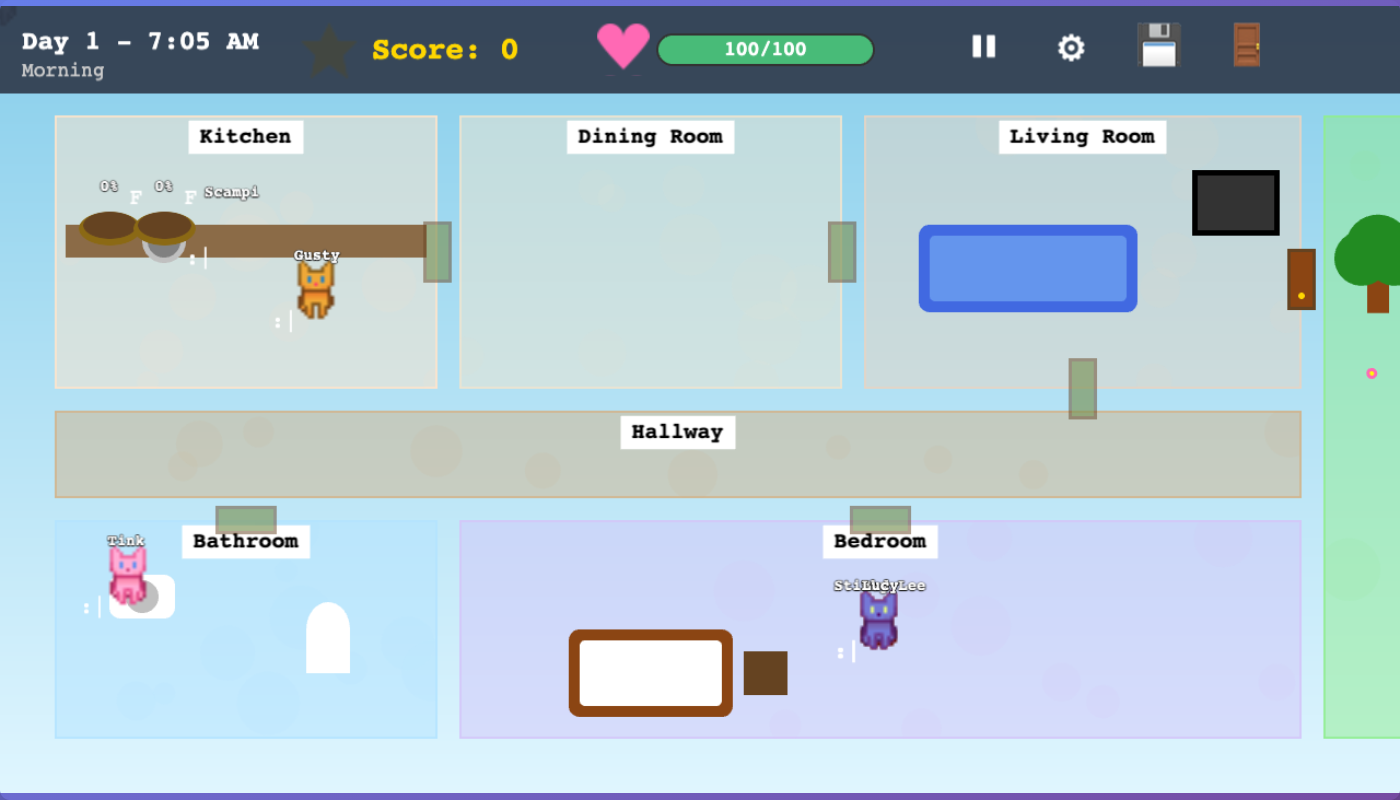 Day 1 - 7:05 AM
Morning
Score: 0
100/100
Kitchen
Dining Room
Living Room
0%
F
0%
F
Scampi
:|
Gusty
:|
Hallway
Bathroom
Tink
:|
Bedroom
LucyLee
:|